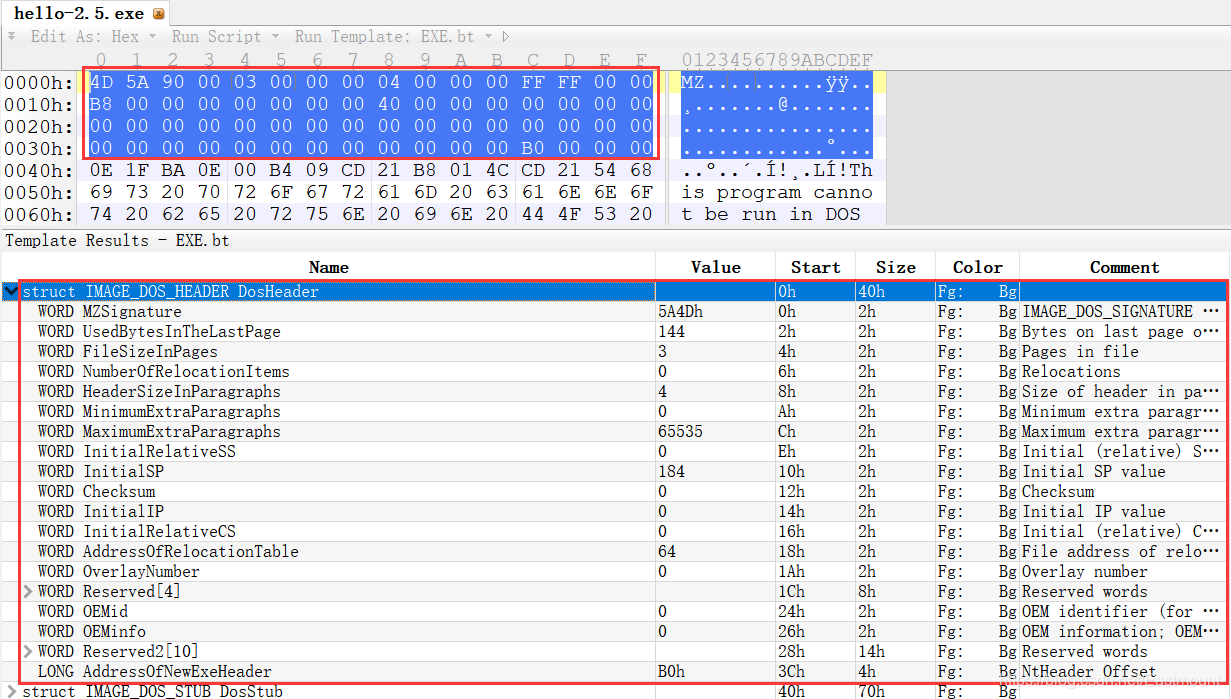 hello-2.5.exe
Edit As: Hex Run Script Run Template: EXE.bt
0 1 2 3 4 5 6 7 8 9 A B C D E F 0123456789ABCDEF
0000h: 4D 5A 90 00 03 00 00 00 04 00 00 00 FF FF 00 00 MZ..........ÿÿ..
0010h: B8 00 00 00 00 00 00 00 40 00 00 00 00 00 00 00 ¸.......@.......
0020h: 00 00 00 00 00 00 00 00 00 00 00 00 00 00 00 00 ................
0030h: 00 00 00 00 00 00 00 00 00 00 00 00 B0 00 00 00 ............°...
0040h: 0E 1F BA 0E 00 B4 09 CD 21 B8 01 4C CD 21 54 68 ..º..´.Í!¸.LÍ!Th
0050h: 69 73 20 70 72 6F 67 72 61 6D 20 63 61 6E 6E 6F is program canno
0060h: 74 20 62 65 20 72 75 6E 20 69 6E 20 44 4F 53 20 t be run in DOS
Template Results - EXE.bt
Name Value Start Size Color Comment
struct IMAGE_DOS_HEADER DosHeader 0h 40h Fg: Bg
WORD MZSignature 5A4Dh 0h 2h Fg: Bg IMAGE_DOS_SIGNATURE ...
WORD UsedBytesInTheLastPage 144 2h 2h Fg: Bg Bytes on last page o...
WORD FileSizeInPages 3 4h 2h Fg: Bg Pages in file
WORD NumberOfRelocationItems 0 6h 2h Fg: Bg Relocations
WORD HeaderSizeInParagraphs 4 8h 2h Fg: Bg Size of header in pa...
WORD MinimumExtraParagraphs 0 Ah 2h Fg: Bg Minimum extra paragr...
WORD MaximumExtraParagraphs 65535 Ch 2h Fg: Bg Maximum extra paragr...
WORD InitialRelativeSS 0 Eh 2h Fg: Bg Initial (relative) S...
WORD InitialSP 184 10h 2h Fg: Bg Initial SP value
WORD Checksum 0 12h 2h Fg: Bg Checksum
WORD InitialIP 0 14h 2h Fg: Bg Initial IP value
WORD InitialRelativeCS 0 16h 2h Fg: Bg Initial (relative) C...
WORD AddressOfRelocationTable 64 18h 2h Fg: Bg File address of relo...
WORD OverlayNumber 0 1Ah 2h Fg: Bg Overlay number
WORD Reserved[4] 1Ch 8h Fg: Bg Reserved words
WORD OEMid 0 24h 2h Fg: Bg OEM identifier (for ...
WORD OEMinfo 0 26h 2h Fg: Bg OEM information; OEM...
WORD Reserved2[10] 28h 14h Fg: Bg Reserved words
LONG AddressOfNewExeHeader B0h 3Ch 4h Fg: Bg NtHeader Offset
struct IMAGE_DOS_STUB DosStub 40h 70h Fg: Bg